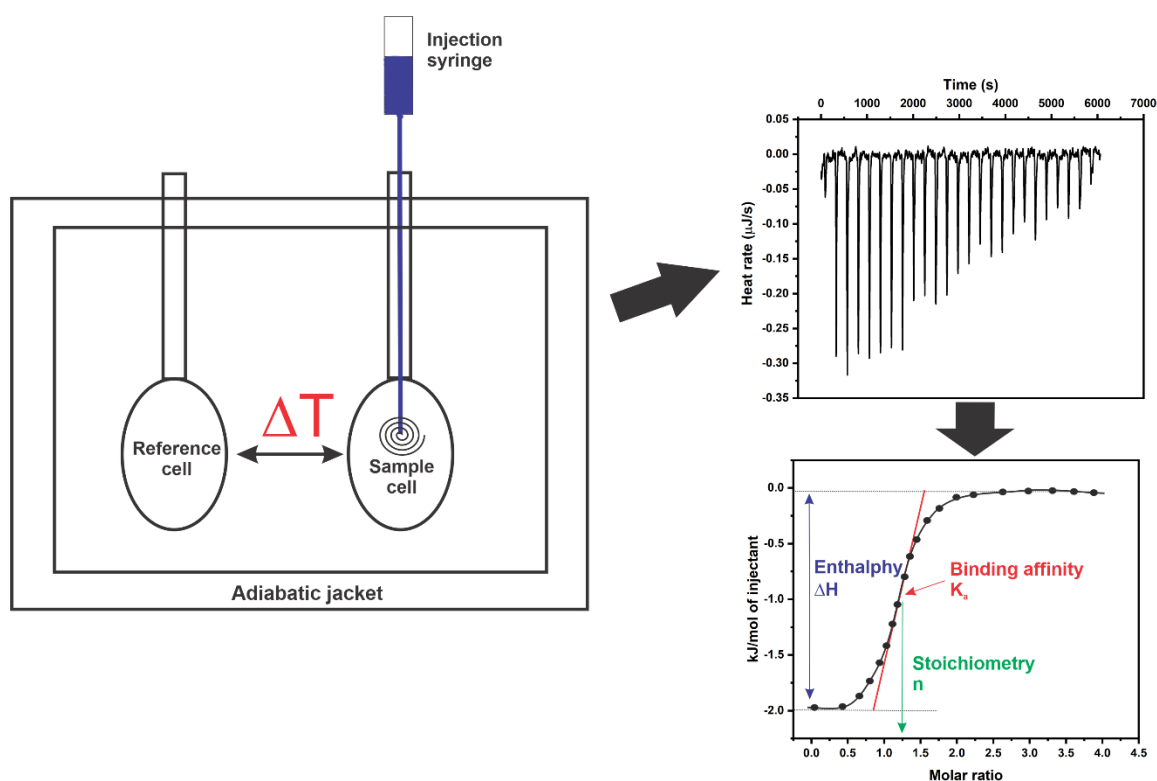 Injection
syringe
ΔT
Reference
cell
Sample
cell
Adiabatic jacket
Time (s)
0 1000 2000 3000 4000 5000 6000 7000
Heat rate (μJ/s)
0.05
0.00
-0.05
-0.10
-0.15
-0.20
-0.25
-0.30
-0.35
kJ/mol of injectant
0.0
-0.5
-1.0
-1.5
-2.0
Enthalphy
ΔH
Binding affinity
Kₐ
Stoichiometry
n
0.0 0.5 1.0 1.5 2.0 2.5 3.0 3.5 4.0 4.5
Molar ratio